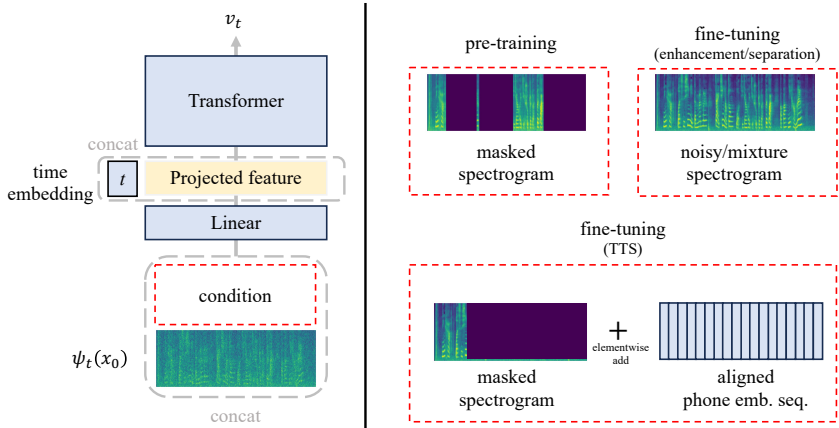 v_t
Transformer
concat
time
embedding
t
Projected feature
Linear
condition
ψ_t(x_0)
concat
pre-training
masked
spectrogram
fine-tuning
(enhancement/separation)
noisy/mixture
spectrogram
fine-tuning
(TTS)
masked
spectrogram
+
elementwise
add
aligned
phone emb. seq.